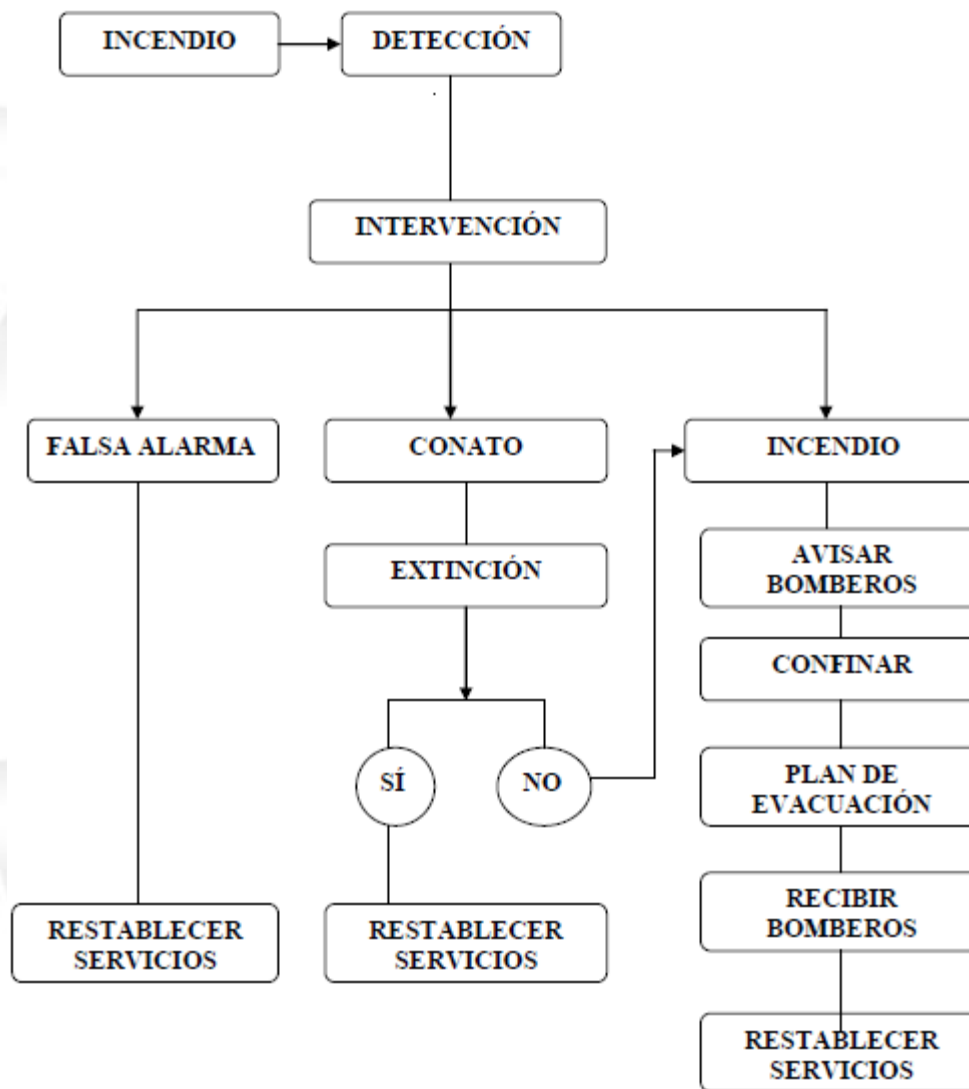 INCENDIO
DETECCIÓN
INTERVENCIÓN
FALSA ALARMA
CONATO
INCENDIO
EXTINCIÓN
AVISAR
BOMBEROS
CONFINAR
SÍ
NO
PLAN DE
EVACUACIÓN
RECIBIR
BOMBEROS
RESTABLECER
SERVICIOS
RESTABLECER
SERVICIOS
RESTABLECER
SERVICIOS